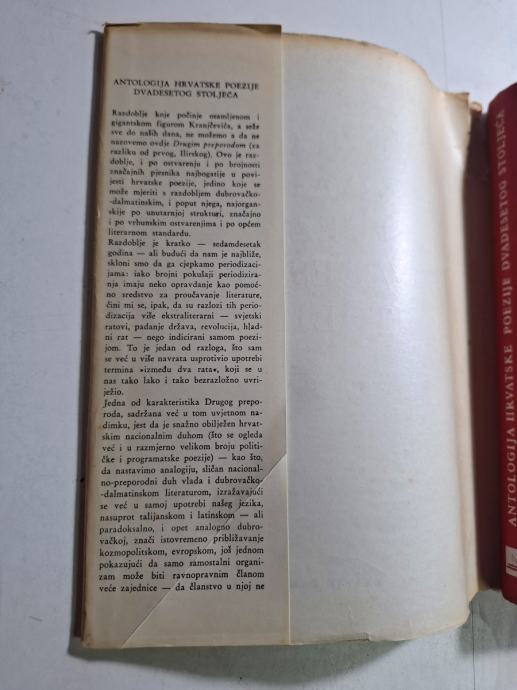 ANTOLOGIJA HRVATSKE POEZIJE
DVADESETOG STOLJEĆA
Razdoblje koje počinje osamljenom i
gigantskom figurom Kranjčevića, a seže
sve do naših dana, ne možemo a da ne
nazovemo ovdje Drugim preporodom (za
razliku od prvog, Ilirskog). Ovo je raz-
doblje, i po ostvarenju i po brojnosti
značajnih pjesnika najbogatije u povi-
jesti hrvatske poezije, jedino koje se
može mjeriti s razdobljem dubrovačko-
-dalmatinskim, i poput njega, najorgan-
skije po unutarnjoj strukturi, značajno
i po vrhunskim ostvarenjima i po općem
literarnom standardu.
Razdoblje je kratko — sedamdesetak
godina — ali budući da nam je najbliže,
skloni smo da ga cjepkamo periodizaci-
jama: iako brojni pokušaji periodizira-
nja imaju neko opravdanje kao pomoć-
no sredstvo za proučavanje literature,
čini mi se, ipak, da su razlozi tih perio-
dizacija više ekstraliterarni — svjetski
ratovi, padanje država, revolucija, hlad-
ni rat — nego indicirani samom poezi-
jom. To je jedan od razloga, što sam
se već u više navrata usprotivio upotrebi
termina »između dva rata«, koji se u
nas tako lako i tako bezrazložno uvri-
ježio.
Jedna od karakteristika Drugog prepo-
roda, sadržana već u tom uvjetnom na-
dimku, jest da je snažno obilježen hrvat-
skim nacionalnim duhom (što se ogleda
već i u razmjerno velikom broju politi-
čke i programatske poezije) — kao što,
da nastavimo analogiju, sličan nacional-
no-preporodni duh vlada i dubrovačko-
-dalmatinskom literaturom, izražavajući
se već u samoj upotrebi našeg jezika,
nasuprot talijanskom i latinskom — ali
paradoksalno, i opet analogno dubro-
vačkoj, znači istovremeno približavanje
kozmopolitskom, evropskom, još jednom
pokazujući da samo samostalni organi-
zam može biti ravnopravnim članom
veće zajednice — da članstvo u njoj ne
ANTOLOGIJA HRVATSKE POEZIJE DVADESETOG STOLJEĆA